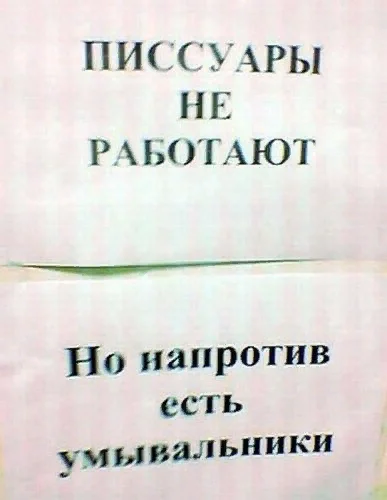 ПИССУАРЫ
НЕ
РАБОТАЮТ
Но напротив
есть
умывальники